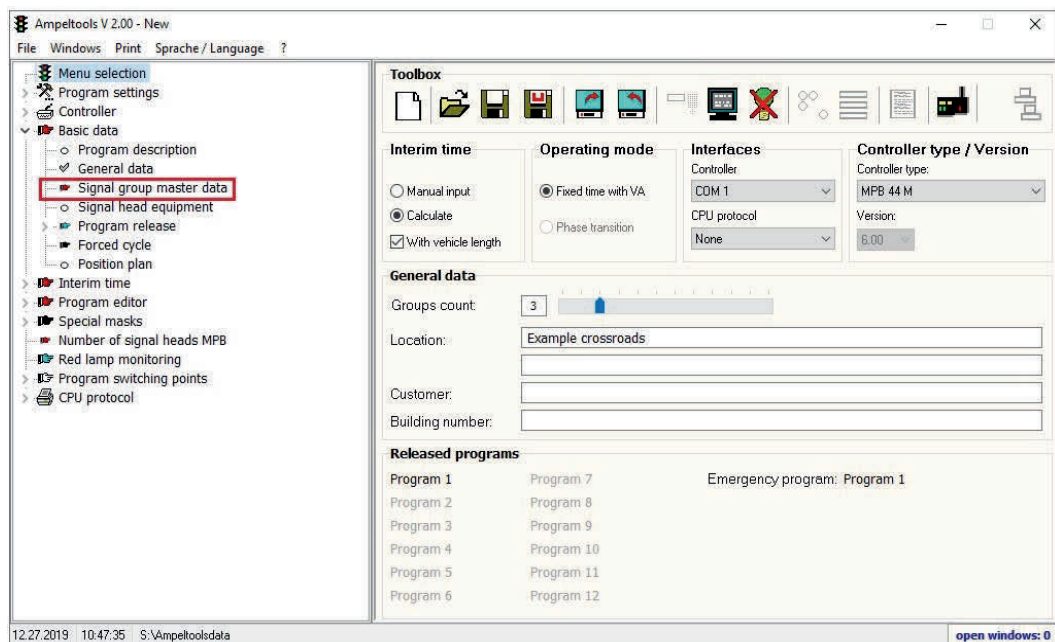 Ampeltools V 2.00 - New
File Windows Print Sprache / Language ?
Menu selection
Program settings
Controller
Basic data
Program description
General data
Signal group master data
Signal head equipment
Program release
Forced cycle
Position plan
Interim time
Program editor
Special masks
Number of signal heads MPB
Red lamp monitoring
Program switching points
CPU protocol
Toolbox
Interim time
Manual input
Calculate
With vehicle length
Operating mode
Fixed time with VA
Phase transition
Interfaces
Controller
COM 1
CPU protocol
None
Controller type / Version
Controller type:
MPB 44 M
Version:
6.00
General data
Groups count: 3
Location: Example crossroads
Customer:
Building number:
Released programs
Program 1 Program 7 Emergency program: Program 1
Program 2 Program 8
Program 3 Program 9
Program 4 Program 10
Program 5 Program 11
Program 6 Program 12
12.27.2019 10:47:35 S:\Ampeltoolsdata open windows: 0